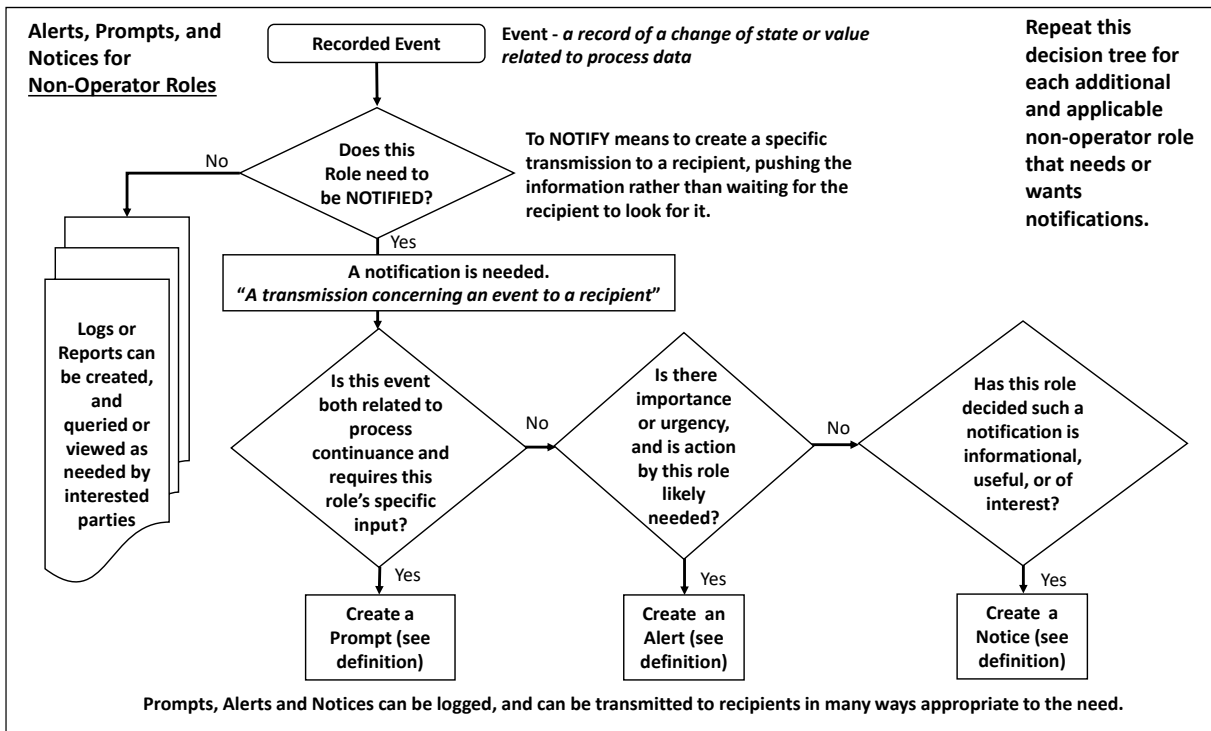 Alerts, Prompts, and
Notices for
Non-Operator Roles
Recorded Event
Event - a record of a change of state or value
related to process data
Repeat this
decision tree for
each additional
and applicable
non-operator role
that needs or
wants
notifications.
Does this
Role need to
be NOTIFIED?
No
To NOTIFY means to create a specific
transmission to a recipient, pushing the
information rather than waiting for the
recipient to look for it.
Yes
A notification is needed.
“A transmission concerning an event to a recipient”
Logs or
Reports can
be created,
and
queried or
viewed as
needed by
interested
parties
Is this event
both related to
process
continuance and
requires this
role’s specific
input?
No
Is there
importance
or urgency,
and is action
by this role
likely
needed?
No
Has this role
decided such a
notification is
informational,
useful, or of
interest?
Yes
Yes
Yes
Create a
Prompt (see
definition)
Create an
Alert (see
definition)
Create a
Notice (see
definition)
Prompts, Alerts and Notices can be logged, and can be transmitted to recipients in many ways appropriate to the need.